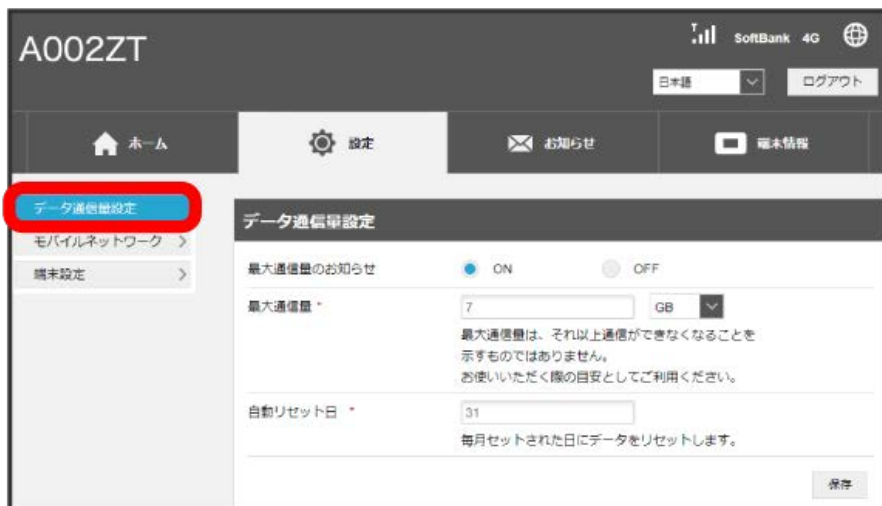 A002ZT
SoftBank 4G
日本語
ログアウト
ホーム
設定
お知らせ
端末情報
データ通信量設定
モバイルネットワーク
端末設定
データ通信量設定
最大通信量のお知らせ ON OFF
最大通信量 * 7 GB
最大通信量は、それ以上通信ができなくなることを
示すものではありません。
お使いいただく際の目安としてご利用ください。
自動リセット日 * 31
毎月セットされた日にデータをリセットします。
保存